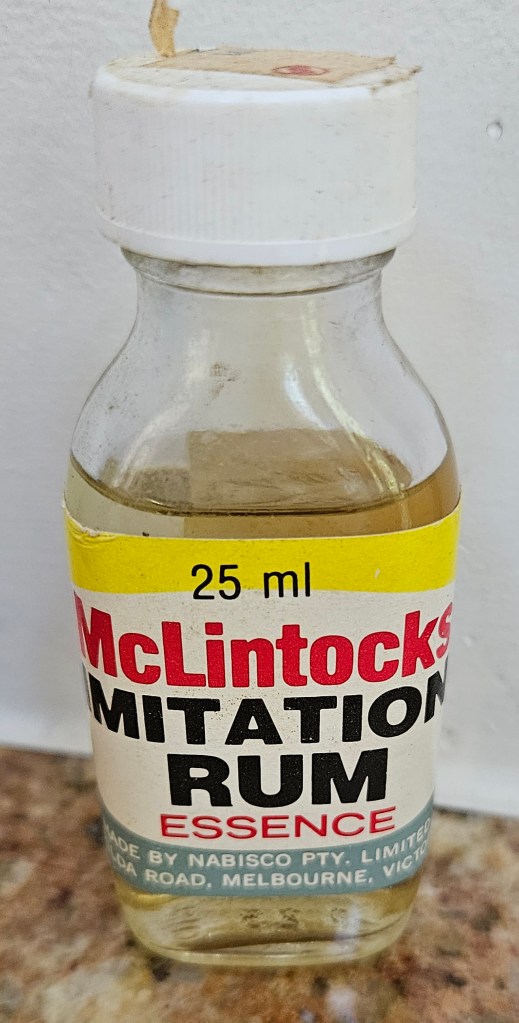 25 ml
McLintocks
IMITATION
RUM
ESSENCE
MADE BY NABISCO PTY. LIMITED
ROAD, MELBOURNE,